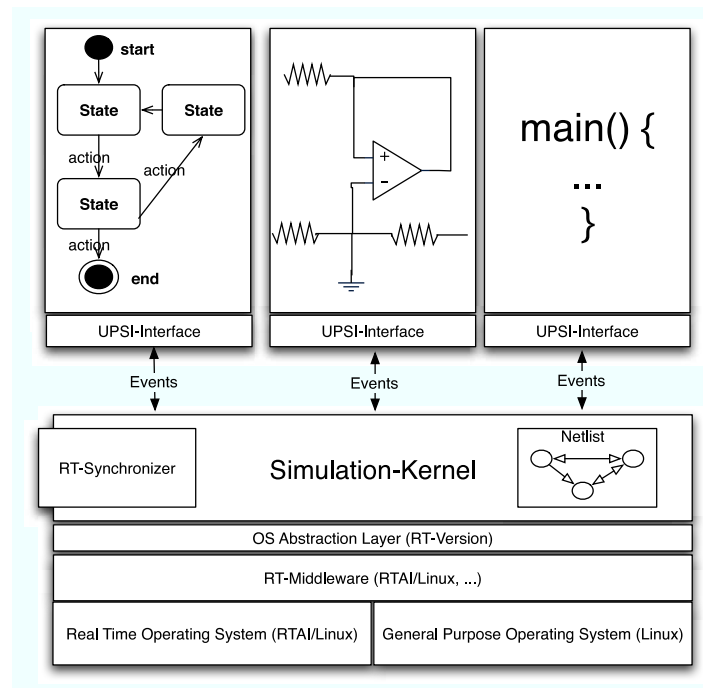 start
State
State
action
action
State
action
end
+
-
main() {
...
}
UPSI-Interface
UPSI-Interface
UPSI-Interface
Events
Events
Events
RT-Synchronizer
Simulation-Kernel
Netlist
OS Abstraction Layer (RT-Version)
RT-Middleware (RTAI/Linux, ...)
Real Time Operating System (RTAI/Linux)
General Purpose Operating System (Linux)